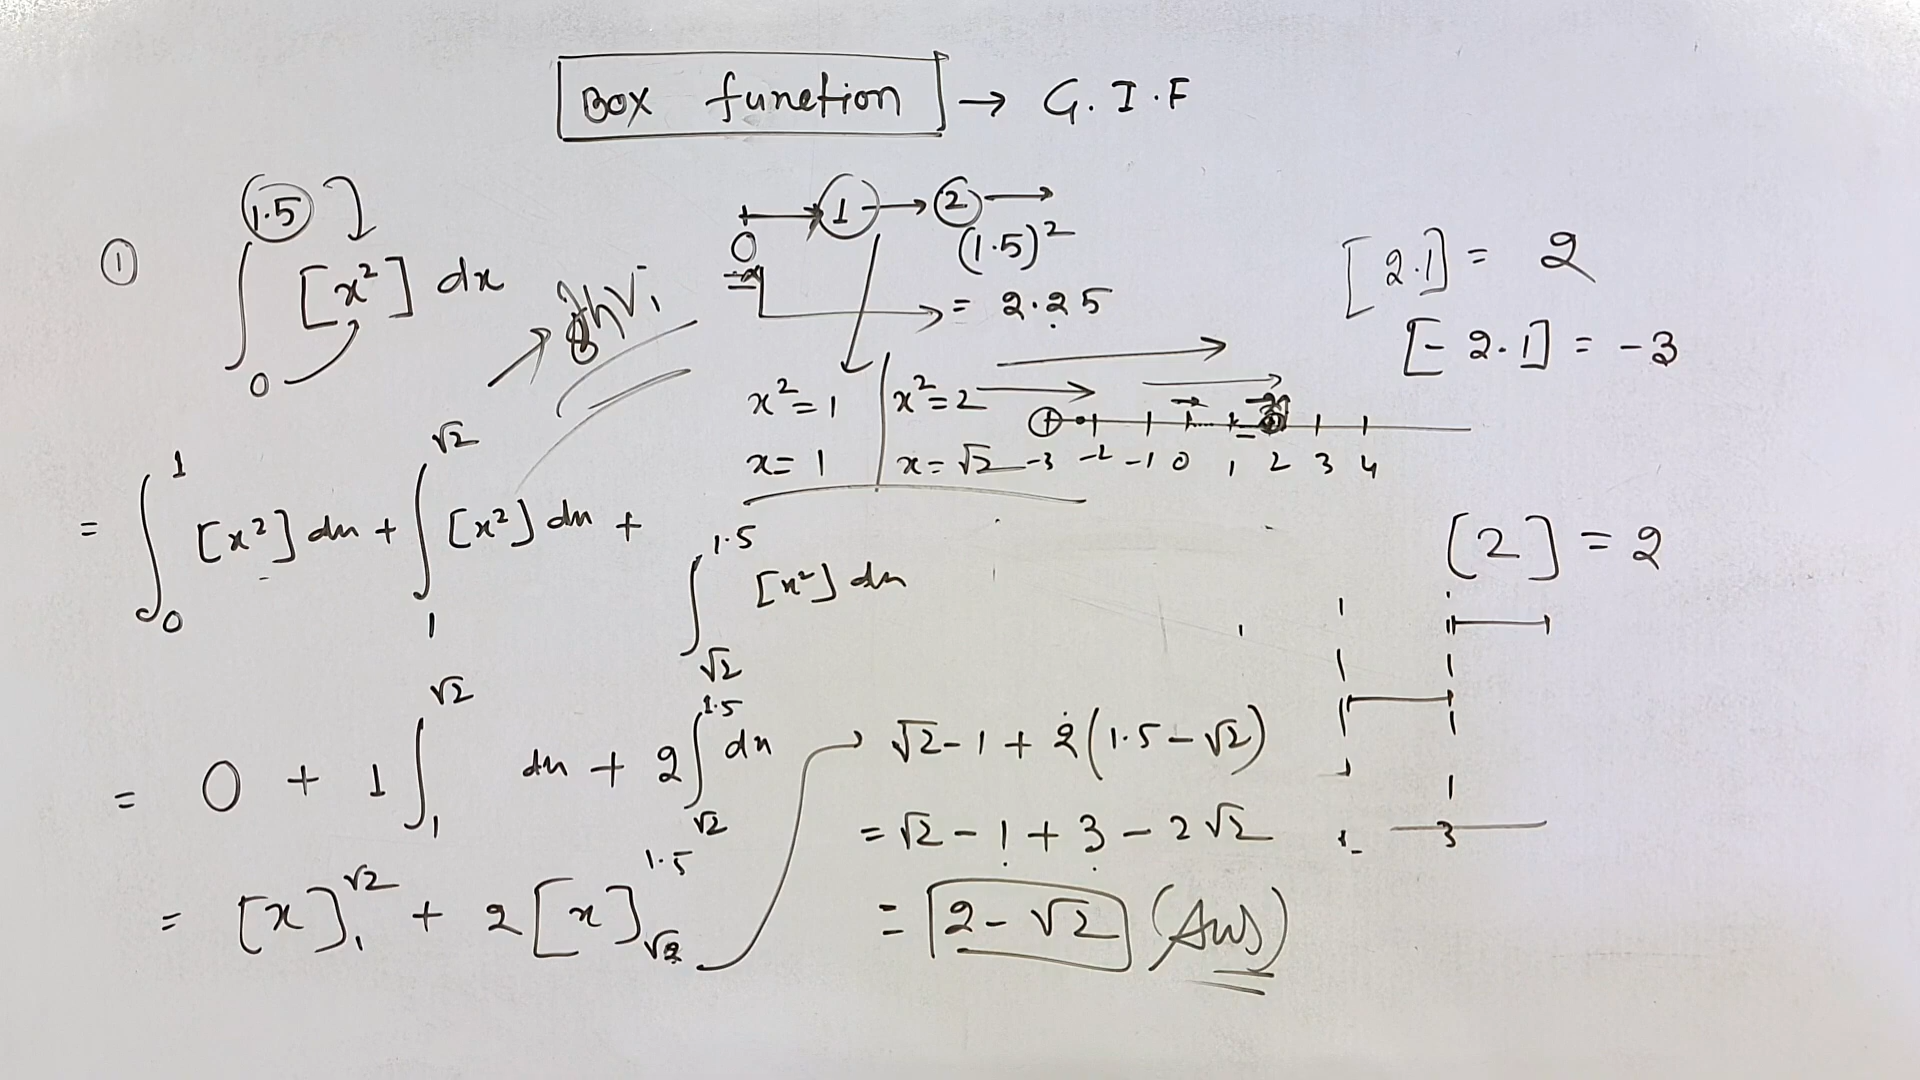 Box function → G.I.F
① ∫₀^1.5 [x²] dx
0 → 1 → 2 →
(1.5)²
= 2.25
x² = 1 | x² = 2
x = 1 | x = √2
-3 -2 -1 0 1 2 3 4
[2.1] = 2
[-2.1] = -3
[2] = 2
3
= ∫₀^1 [x²] dx + ∫₁^√2 [x²] dx +
∫_√2^1.5 [x²] dx
= 0 + 1 ∫₁^√2 dx + 2 ∫_√2^1.5 dx
= [x]₁^√2 + 2 [x]_√2^1.5
→ √2 - 1 + 2(1.5 - √2)
= √2 - 1 + 3 - 2√2
= 2 - √2 (Ans)